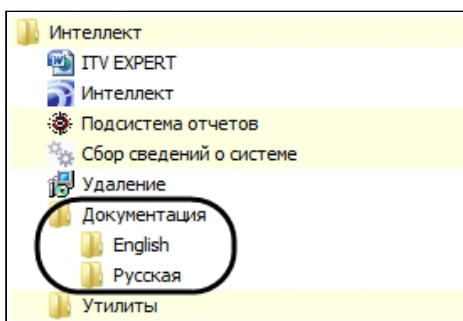 Интеллект
ITV EXPERT
Интеллект
Подсистема отчетов
Сбор сведений о системе
Удаление
Документация
English
Русская
Утилиты